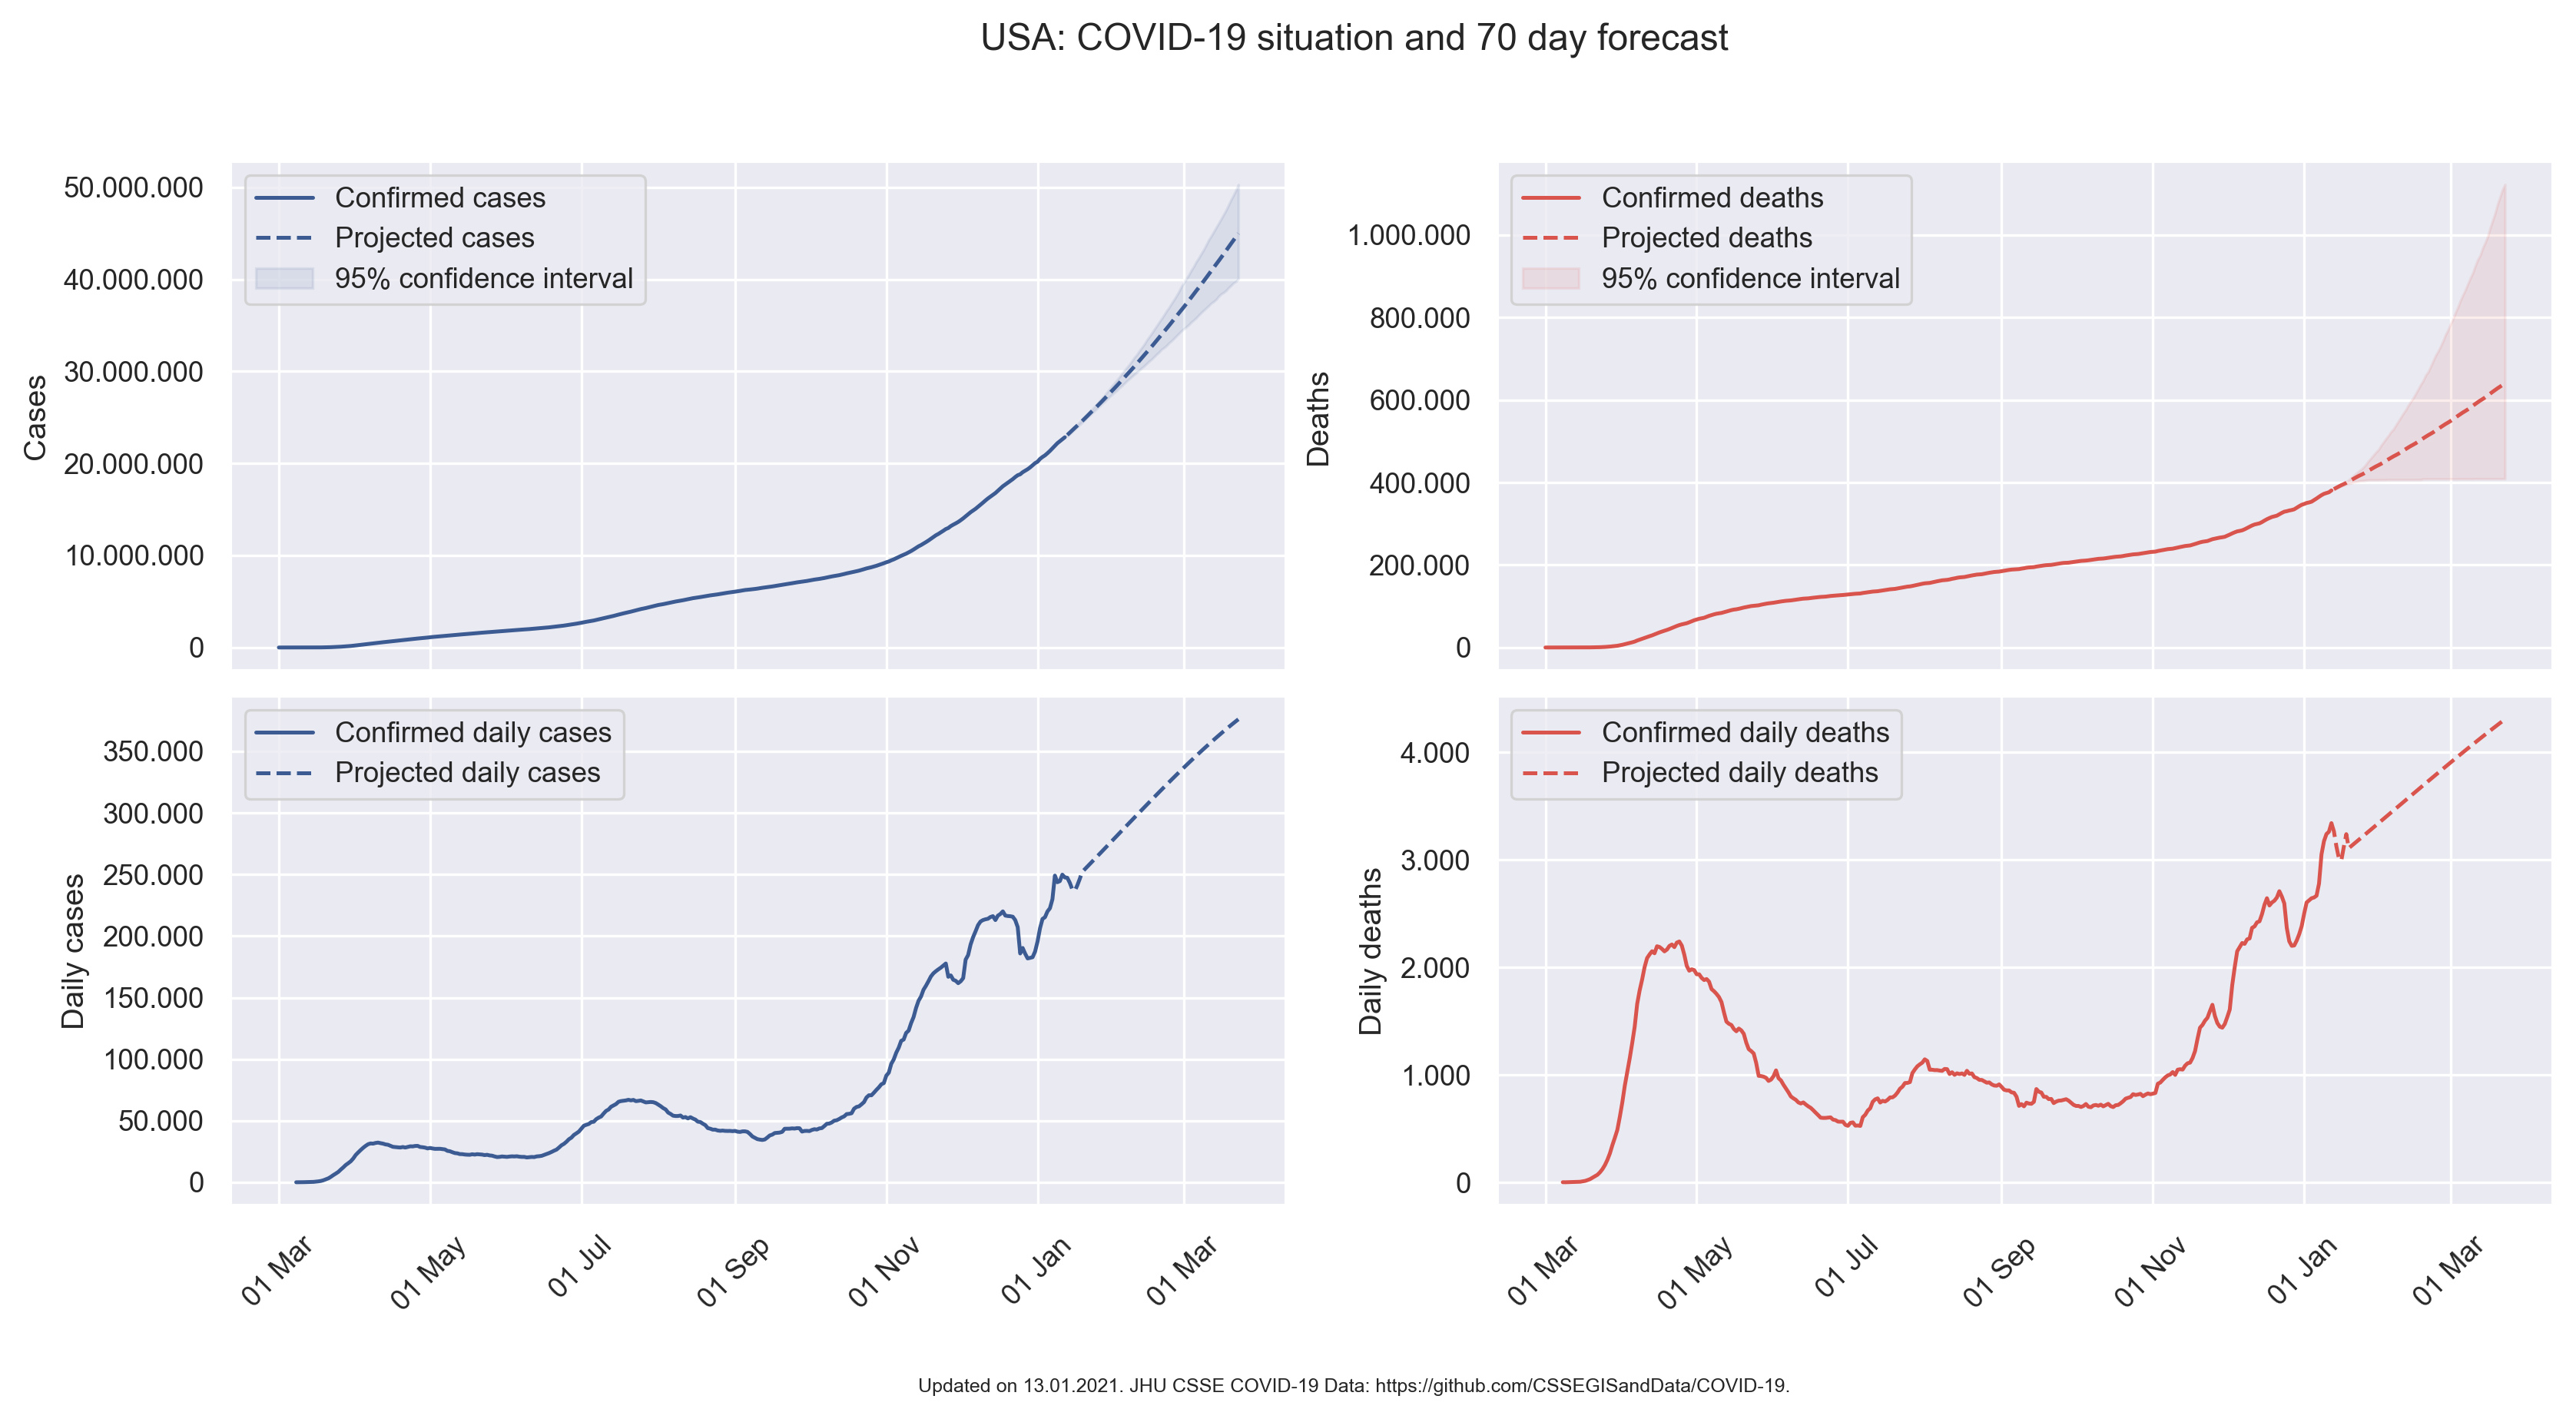 USA: COVID-19 situation and 70 day forecast
Cases
50.000.000
40.000.000
30.000.000
20.000.000
10.000.000
0
Confirmed cases
Projected cases
95% confidence interval
Deaths
1.000.000
800.000
600.000
400.000
200.000
0
Confirmed deaths
Projected deaths
95% confidence interval
Daily cases
350.000
300.000
250.000
200.000
150.000
100.000
50.000
0
Confirmed daily cases
Projected daily cases
01 Mar
01 May
01 Jul
01 Sep
01 Nov
01 Jan
01 Mar
Daily deaths
4.000
3.000
2.000
1.000
0
Confirmed daily deaths
Projected daily deaths
01 Mar
01 May
01 Jul
01 Sep
01 Nov
01 Jan
01 Mar
Updated on 13.01.2021. JHU CSSE COVID-19 Data: https://github.com/CSSEGISandData/COVID-19.